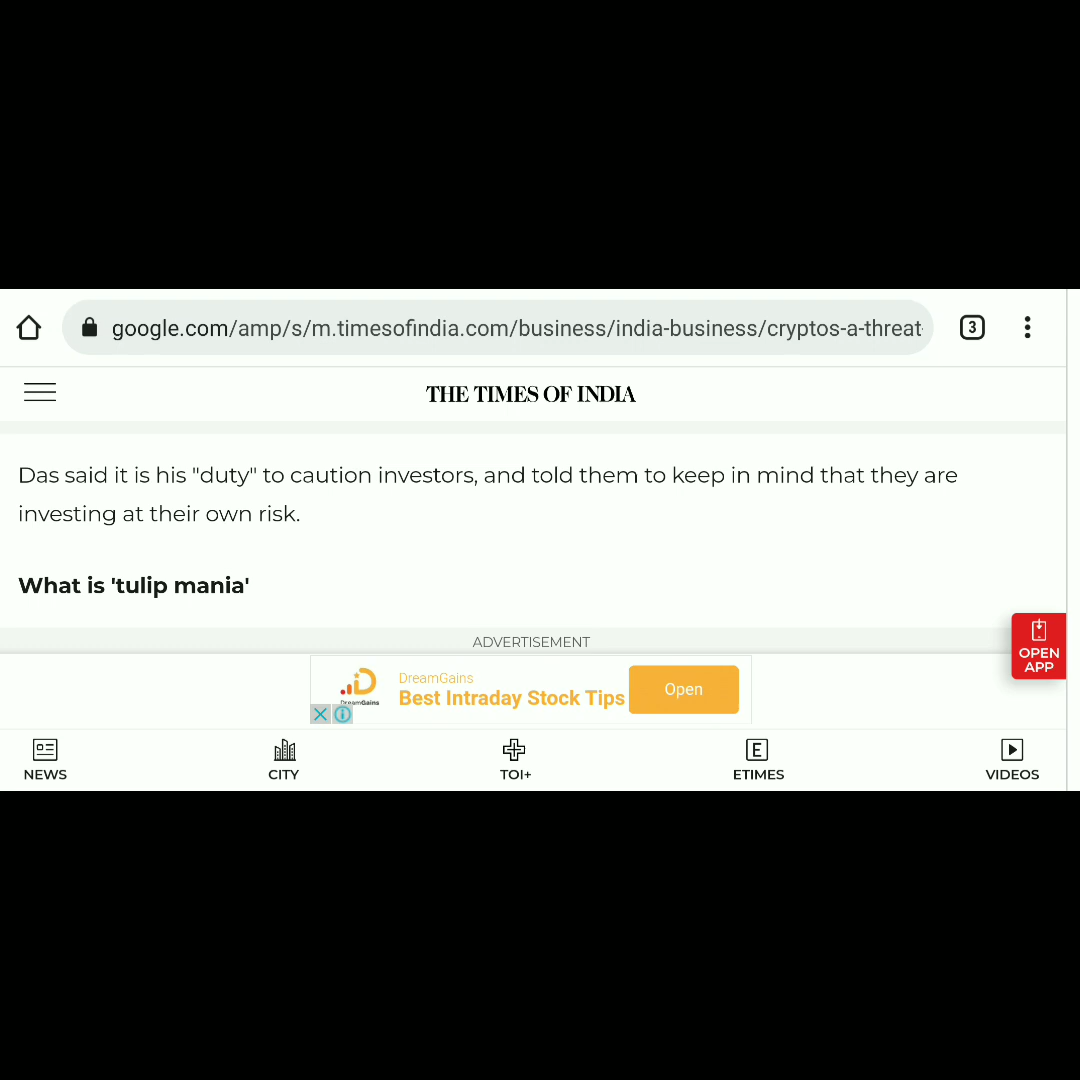 google.com/amp/s/m.timesofindia.com/business/india-business/cryptos-a-threat-
3
THE TIMES OF INDIA
Das said it is his "duty" to caution investors, and told them to keep in mind that they are
investing at their own risk.
What is 'tulip mania'
OPEN
APP
ADVERTISEMENT
DreamGains
DreamGains
Best Intraday Stock Tips
Open
NEWS
CITY
TOI+
E
ETIMES
VIDEOS